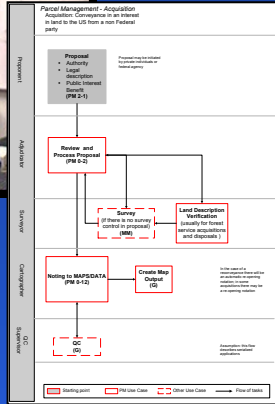 Parcel Management - Acquisition
Acquisition: Conveyance in an interest
in land to the US from a non Federal
party
Proponent
Proposal
• Authority
• Legal
description
• Public Interest
Benefit
(PM 2-1)
Proposal may be initiated
by private individuals or
federal agency
Adjudicator
Review and
Process Proposal
(PM 0-2)
Surveyor
Survey
(if there is no survey
control in proposal)
(MM)
Land Description
Verification
(usually for forest
service acquisitions
and disposals )
Cartographer
Noting to MAPS/DATA
(PM 0-12)
Create Map
Output
(G)
In the case of a
reconveyance there will be
an automatic re-opening
notation, in some
acquisitions there may be
a re-opening notation
QC
Supervisor
QC
(G)
Assumption: this flow
describes serialized
applications
Starting point
PM Use Case
Other Use Case
Flow of tasks